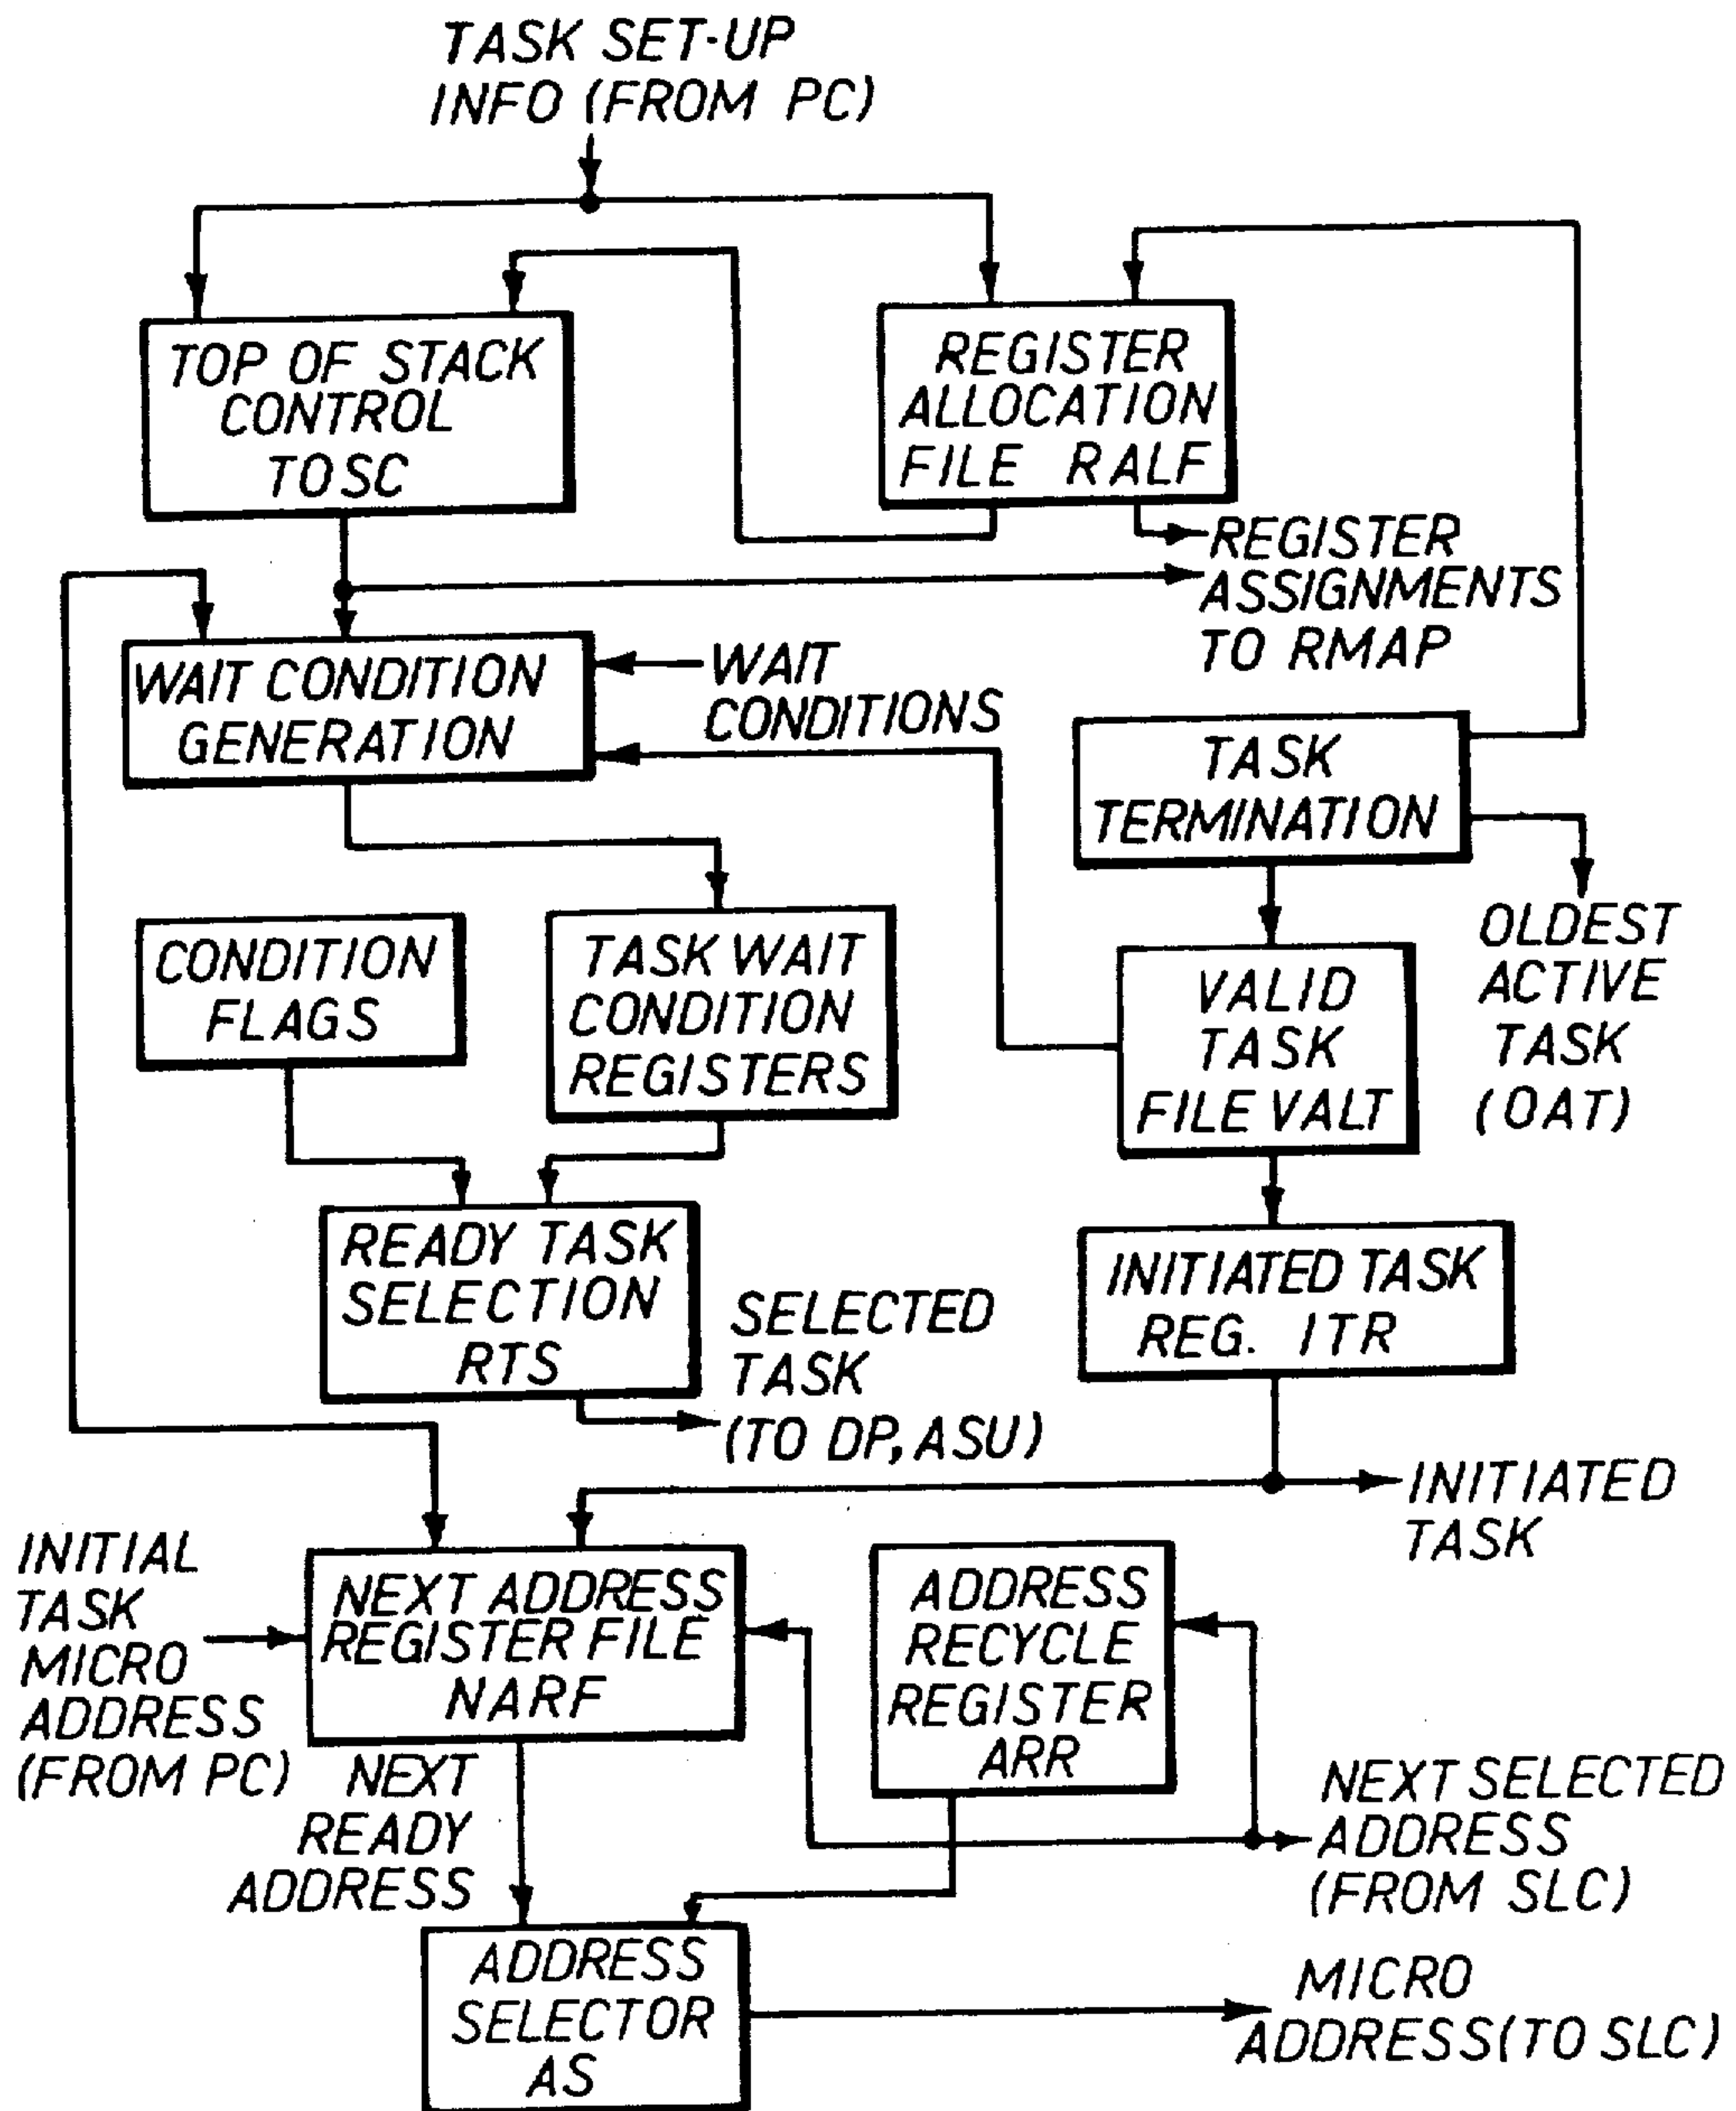 TASK SET-UP
INFO (FROM PC)
TOP OF STACK
CONTROL
TOSC
REGISTER
ALLOCATION
FILE RALF
REGISTER
ASSIGNMENTS
TO RMAP
WAIT CONDITION
GENERATION
WAIT
CONDITIONS
TASK
TERMINATION
OLDEST
ACTIVE
TASK
(OAT)
CONDITION
FLAGS
TASK WAIT
CONDITION
REGISTERS
VALID
TASK
FILE VALT
READY TASK
SELECTION
RTS
SELECTED
TASK
(TO DP, ASU)
INITIATED TASK
REG. ITR
INITIATED
TASK
INITIAL
TASK
MICRO
ADDRESS
(FROM PC)
NEXT ADDRESS
REGISTER FILE
NARF
ADDRESS
RECYCLE
REGISTER
ARR
NEXT
READY
ADDRESS
NEXT SELECTED
ADDRESS
(FROM SLC)
ADDRESS
SELECTOR
AS
MICRO
ADDRESS (TO SLC)